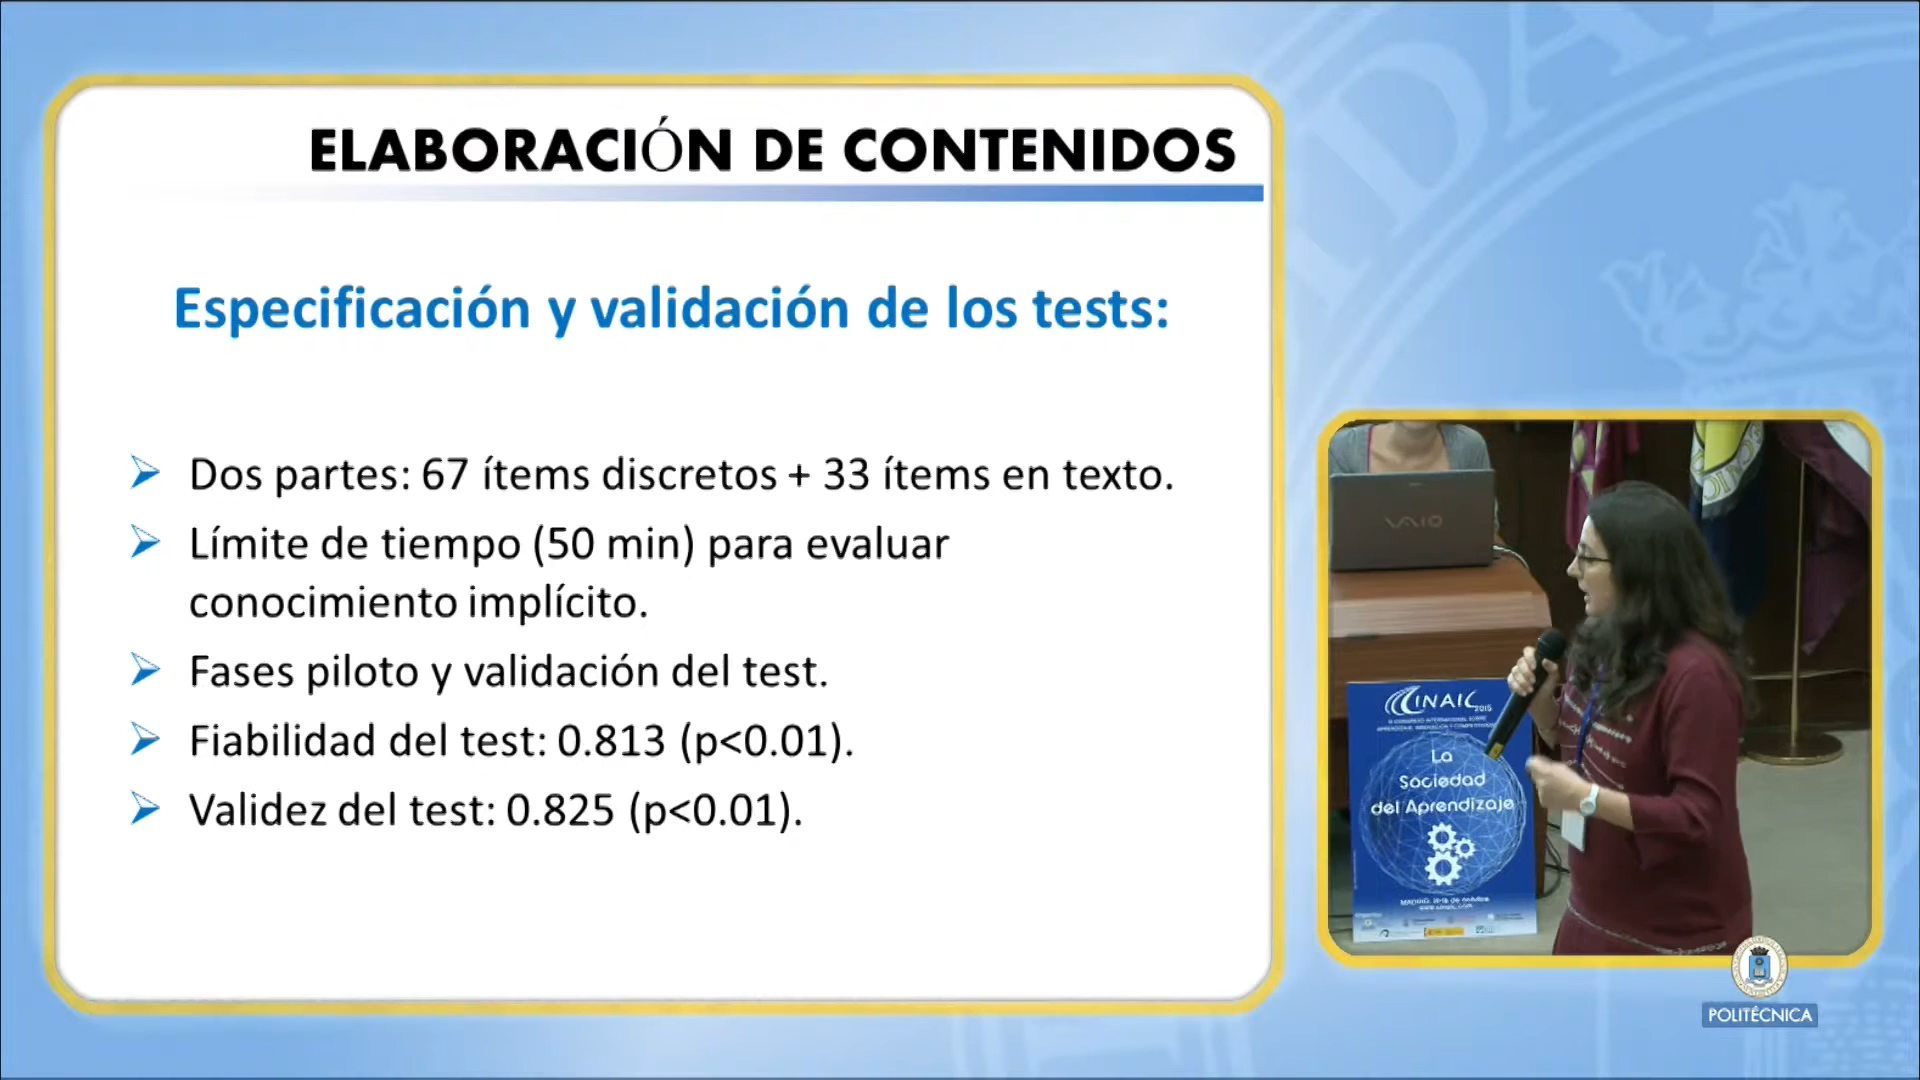 ELABORACIÓN DE CONTENIDOS
Especificación y validación de los tests:
Dos partes: 67 ítems discretos + 33 ítems en texto.
Límite de tiempo (50 min) para evaluar
conocimiento implícito.
Fases piloto y validación del test.
Fiabilidad del test: 0.813 (p<0.01).
Validez del test: 0.825 (p<0.01).
VAIO
CINAIC 2015
La
Sociedad
del Aprendizaje
POLITÉCNICA